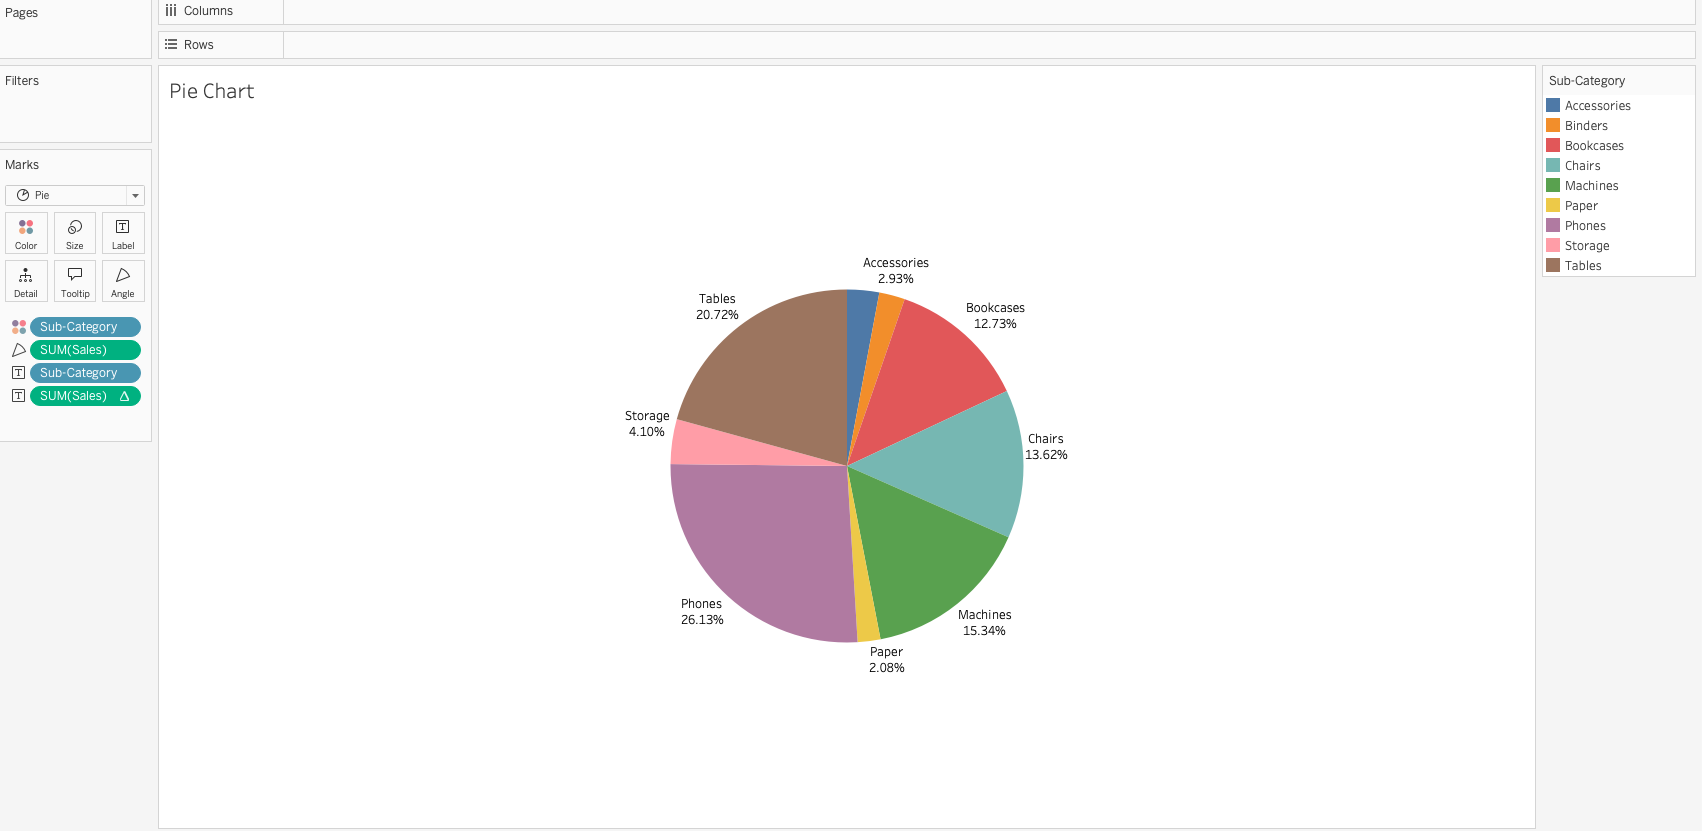 Pages
Columns
Rows
Filters
Marks
Pie
Color
Size
Label
Detail
Tooltip
Angle
Sub-Category
SUM(Sales)
Sub-Category
SUM(Sales)
Pie Chart
Accessories
2.93%
Bookcases
12.73%
Chairs
13.62%
Machines
15.34%
Paper
2.08%
Phones
26.13%
Storage
4.10%
Tables
20.72%
Sub-Category
Accessories
Binders
Bookcases
Chairs
Machines
Paper
Phones
Storage
Tables